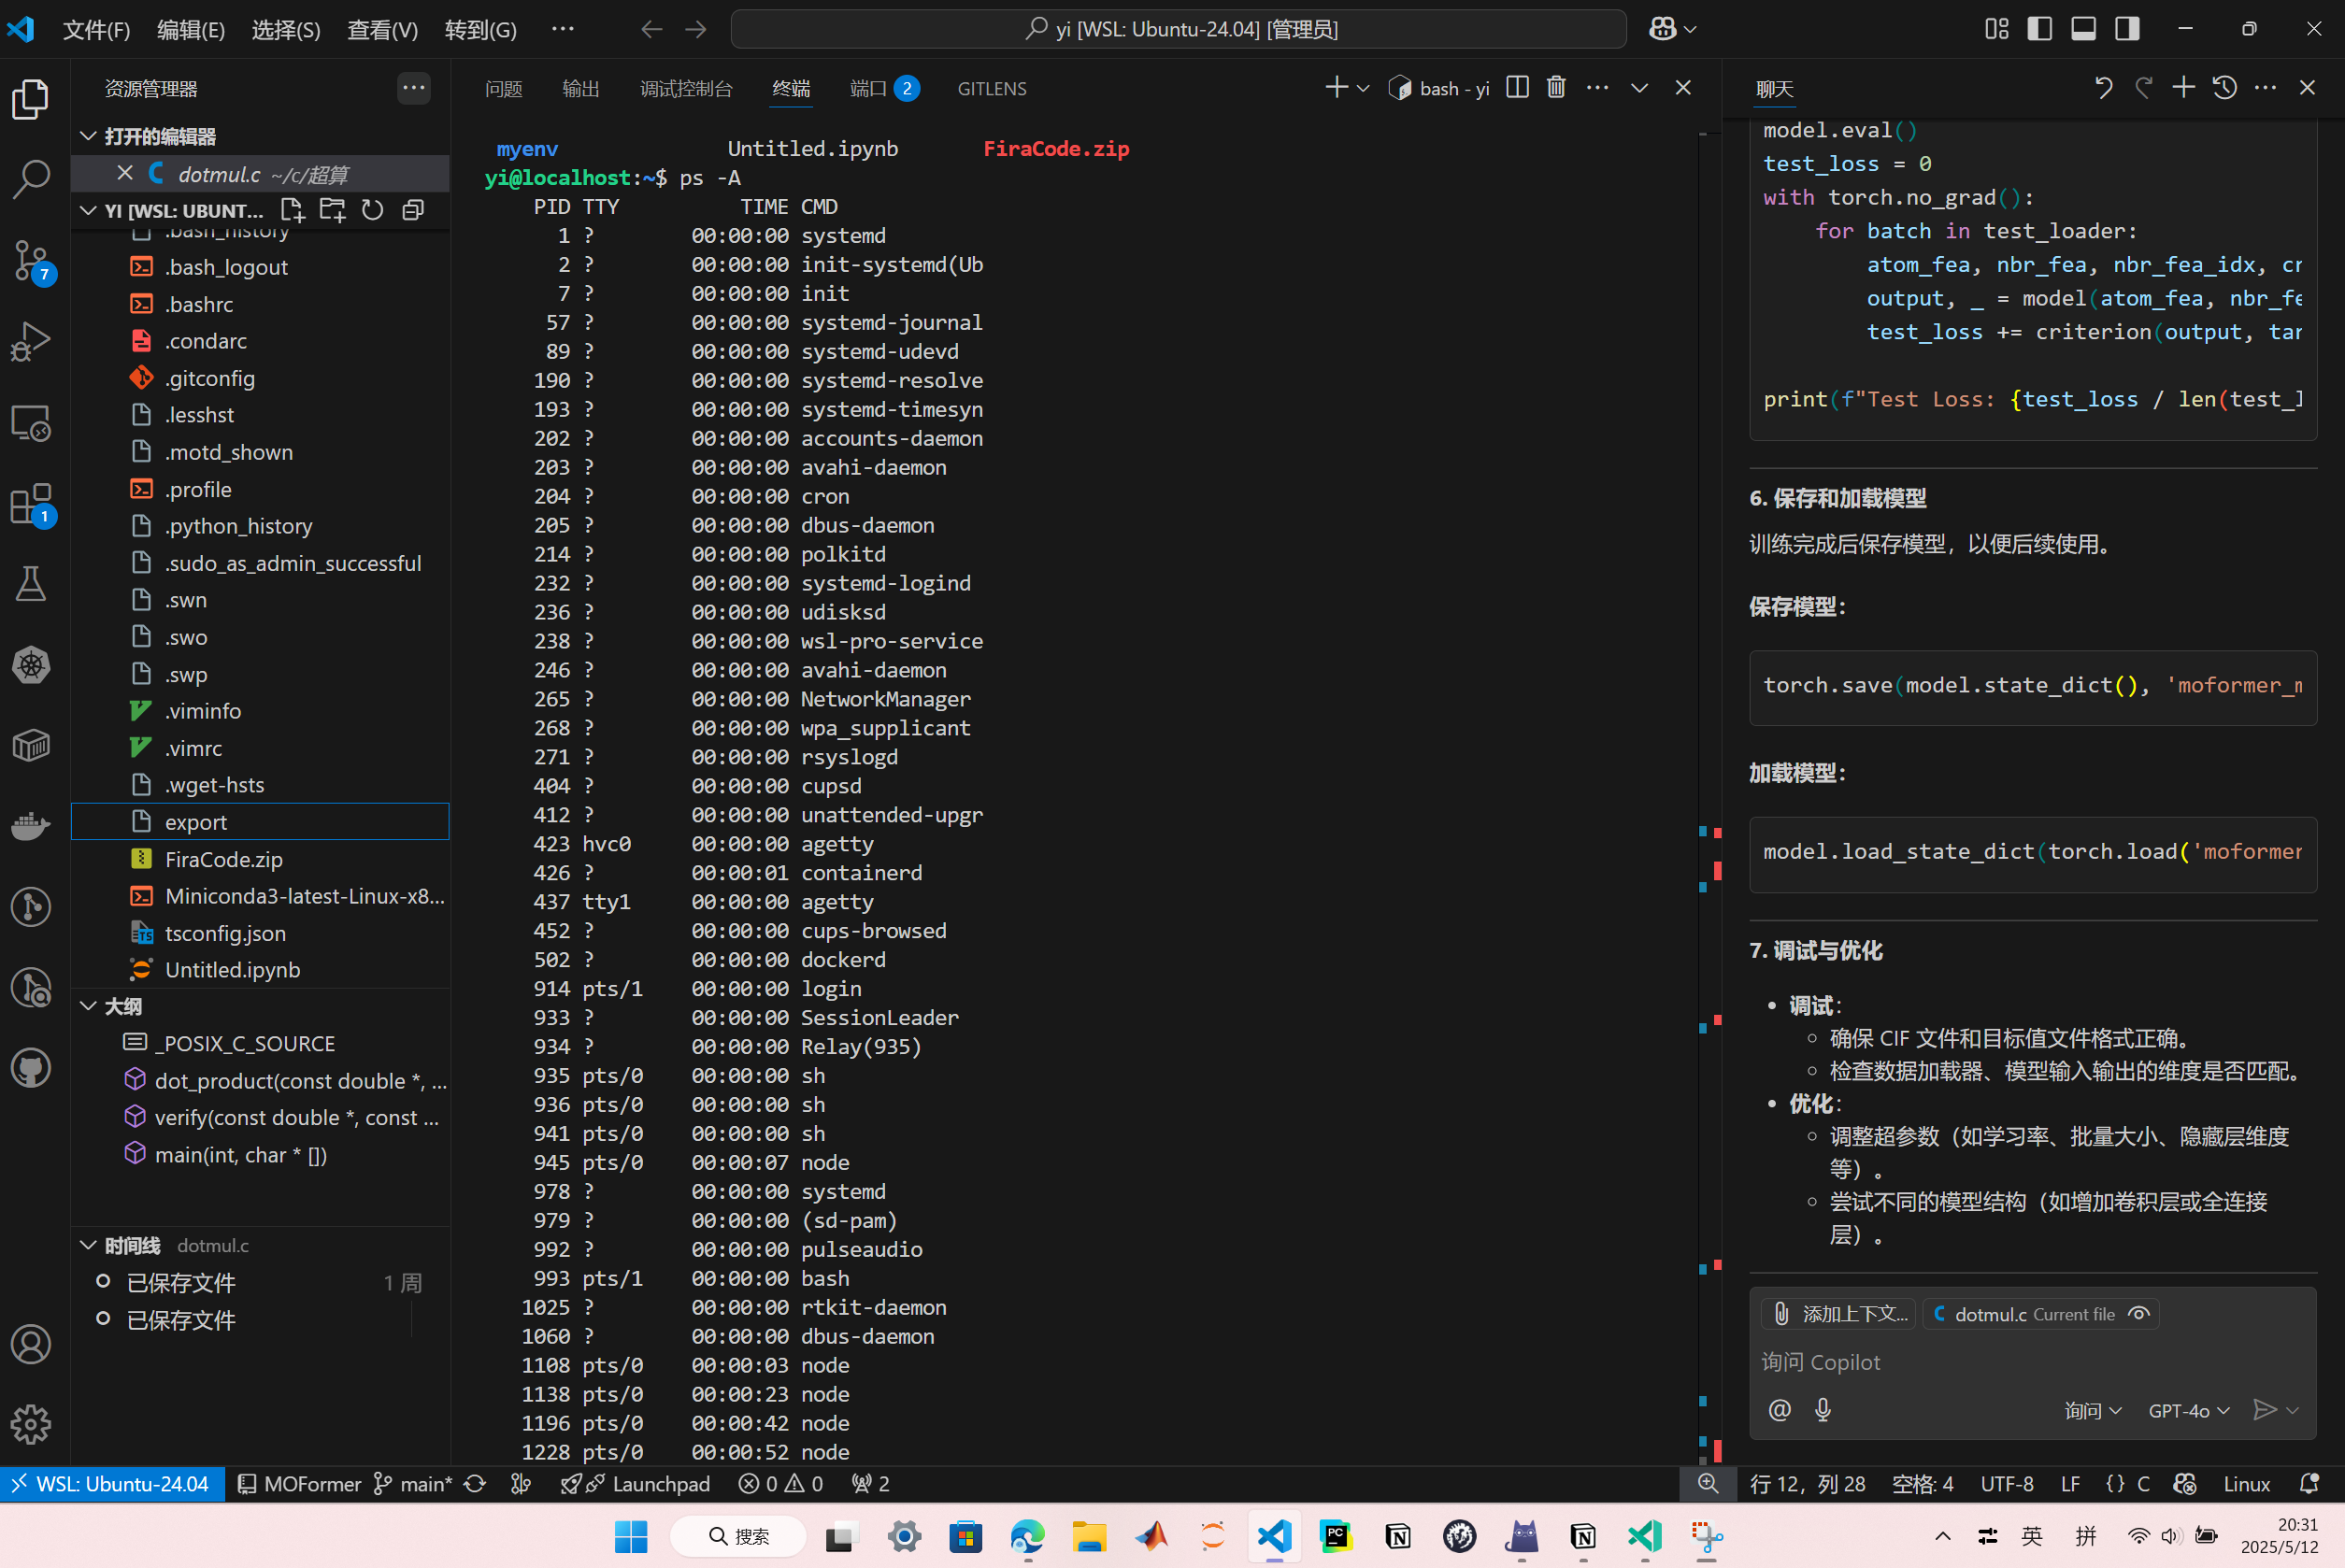 文件(F) 编辑(E) 选择(S) 查看(V) 转到(G) ···
yi [WSL: Ubuntu-24.04] [管理员]
资源管理器
打开的编辑器
dotmul.c ~/c/超算
YI [WSL: UBUNT...
.bash_history
.bash_logout
.bashrc
.condarc
.gitconfig
.lesshst
.motd_shown
.profile
.python_history
.sudo_as_admin_successful
.swn
.swo
.swp
.viminfo
.vimrc
.wget-hsts
export
FiraCode.zip
Miniconda3-latest-Linux-x8...
tsconfig.json
Untitled.ipynb
大纲
_POSIX_C_SOURCE
dot_product(const double *, ...
verify(const double *, const ...
main(int, char * [])
时间线 dotmul.c
已保存文件 1 周
已保存文件
7
1
问题 输出 调试控制台 终端 端口 2 GITLENS
bash - yi
myenv Untitled.ipynb FiraCode.zip
yi@localhost:~$ ps -A
PID TTY TIME CMD
1 ? 00:00:00 systemd
2 ? 00:00:00 init-systemd(Ub
7 ? 00:00:00 init
57 ? 00:00:00 systemd-journal
89 ? 00:00:00 systemd-udevd
190 ? 00:00:00 systemd-resolve
193 ? 00:00:00 systemd-timesyn
202 ? 00:00:00 accounts-daemon
203 ? 00:00:00 avahi-daemon
204 ? 00:00:00 cron
205 ? 00:00:00 dbus-daemon
214 ? 00:00:00 polkitd
232 ? 00:00:00 systemd-logind
236 ? 00:00:00 udisksd
238 ? 00:00:00 wsl-pro-service
246 ? 00:00:00 avahi-daemon
265 ? 00:00:00 NetworkManager
268 ? 00:00:00 wpa_supplicant
271 ? 00:00:00 rsyslogd
404 ? 00:00:00 cupsd
412 ? 00:00:00 unattended-upgr
423 hvc0 00:00:00 agetty
426 ? 00:00:01 containerd
437 tty1 00:00:00 agetty
452 ? 00:00:00 cups-browsed
502 ? 00:00:00 dockerd
914 pts/1 00:00:00 login
933 ? 00:00:00 SessionLeader
934 ? 00:00:00 Relay(935)
935 pts/0 00:00:00 sh
936 pts/0 00:00:00 sh
941 pts/0 00:00:00 sh
945 pts/0 00:00:07 node
978 ? 00:00:00 systemd
979 ? 00:00:00 (sd-pam)
992 ? 00:00:00 pulseaudio
993 pts/1 00:00:00 bash
1025 ? 00:00:00 rtkit-daemon
1060 ? 00:00:00 dbus-daemon
1108 pts/0 00:00:03 node
1138 pts/0 00:00:23 node
1196 pts/0 00:00:42 node
1228 pts/0 00:00:52 node
聊天
model.eval()
test_loss = 0
with torch.no_grad():
for batch in test_loader:
atom_fea, nbr_fea, nbr_fea_idx, cr
output, _ = model(atom_fea, nbr_fe
test_loss += criterion(output, tar
print(f"Test Loss: {test_loss / len(test_l
6. 保存和加载模型
训练完成后保存模型，以便后续使用。
保存模型：
torch.save(model.state_dict(), 'moformer_m
加载模型：
model.load_state_dict(torch.load('moformer
7. 调试与优化
• 调试：
◦ 确保 CIF 文件和目标值文件格式正确。
◦ 检查数据加载器、模型输入输出的维度是否匹配。
• 优化：
◦ 调整超参数（如学习率、批量大小、隐藏层维度
等）。
◦ 尝试不同的模型结构（如增加卷积层或全连接
层）。
添加上下文... dotmul.c Current file
询问 Copilot
@ 询问 GPT-4o
WSL: Ubuntu-24.04 MOFormer main* Launchpad 0 0 2 行 12，列 28 空格: 4 UTF-8 LF {} C Linux
搜索
PC
英 拼
20:31
2025/5/12